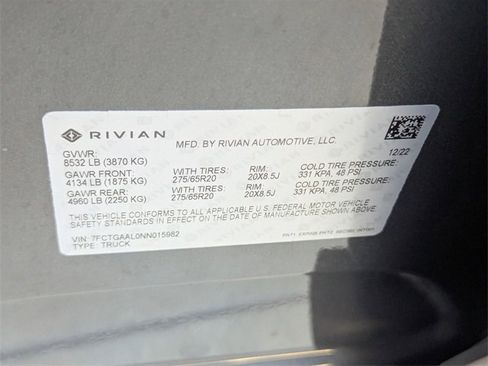 RIVIAN
MFD. BY RIVIAN AUTOMOTIVE, LLC.
12/22
GVWR:
8532 LB (3870 KG)
GAWR FRONT: WITH TIRES: RIM: COLD TIRE PRESSURE:
4134 LB (1875 KG) 275/65R20 20X8.5J 331 KPA, 48 PSI
GAWR REAR: WITH TIRES: RIM: COLD TIRE PRESSURE:
4960 LB (2250 KG) 275/65R20 20X8.5J 331 KPA, 48 PSI
THIS VEHICLE CONFORMS TO ALL APPLICABLE U.S. FEDERAL MOTOR VEHICLE
SAFETY STANDARDS IN EFFECT ON THE DATE OF MANUFACTURE SHOWN ABOVE.
VIN: 7FCTGAAL0NN015982
TYPE: TRUCK